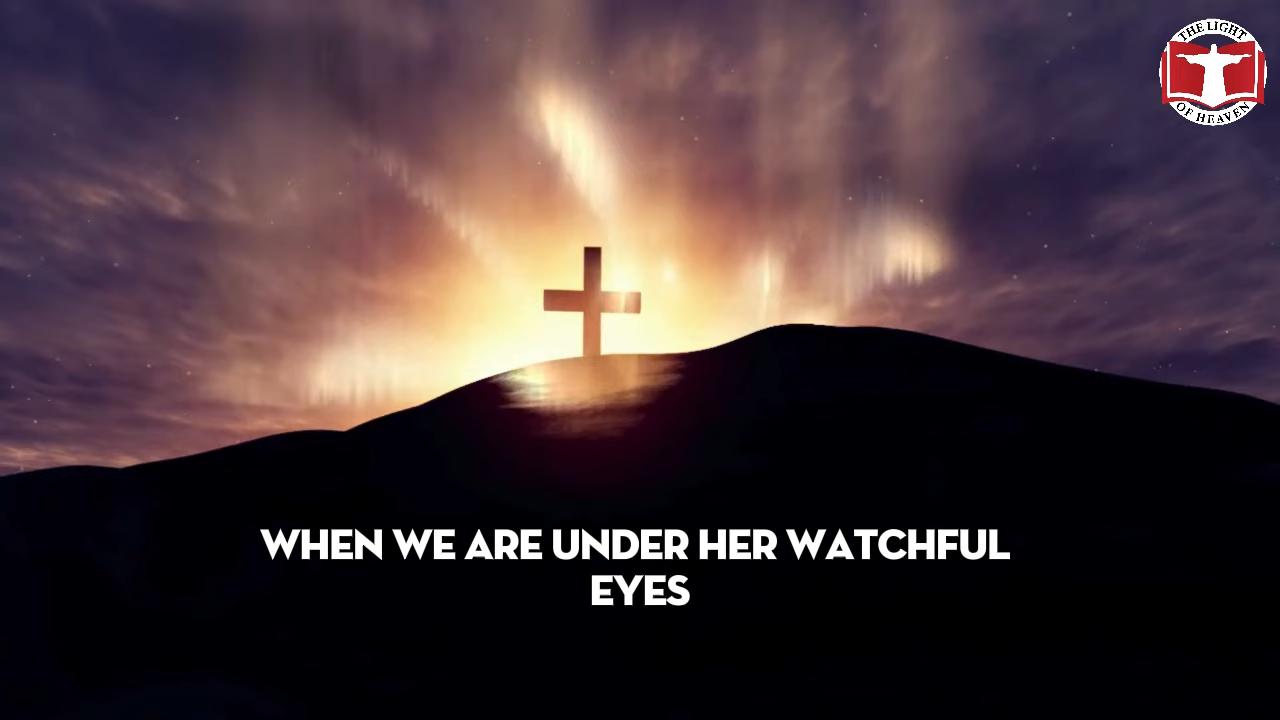 THE LIGHT
OF HEAVEN
WHEN WE ARE UNDER HER WATCHFUL
EYES